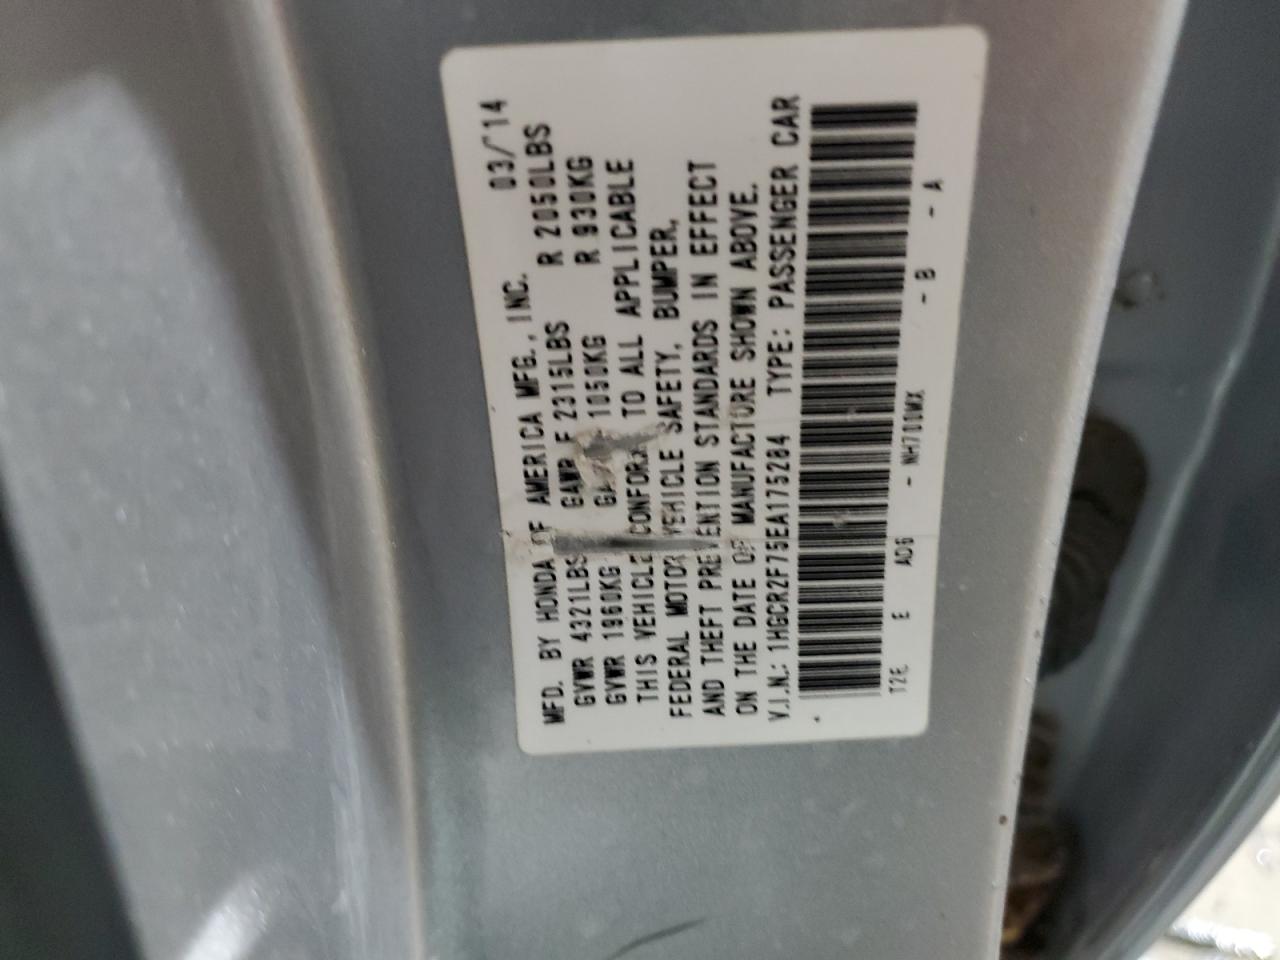 MFD. BY HONDA OF AMERICA MFG., INC. 03/14
GVWR 4321LBS GAWR F 2315LBS R 2050LBS
GVWR 1960KG 1050KG R 930KG
THIS VEHICLE CONFORMS TO ALL APPLICABLE
FEDERAL MOTOR VEHICLE SAFETY, BUMPER,
AND THEFT PREVENTION STANDARDS IN EFFECT
ON THE DATE OF MANUFACTURE SHOWN ABOVE.
V.I.N.: 1HGCR2F75EA175284 TYPE: PASSENGER CAR
T2E E AD6 - NH700MX - B - A